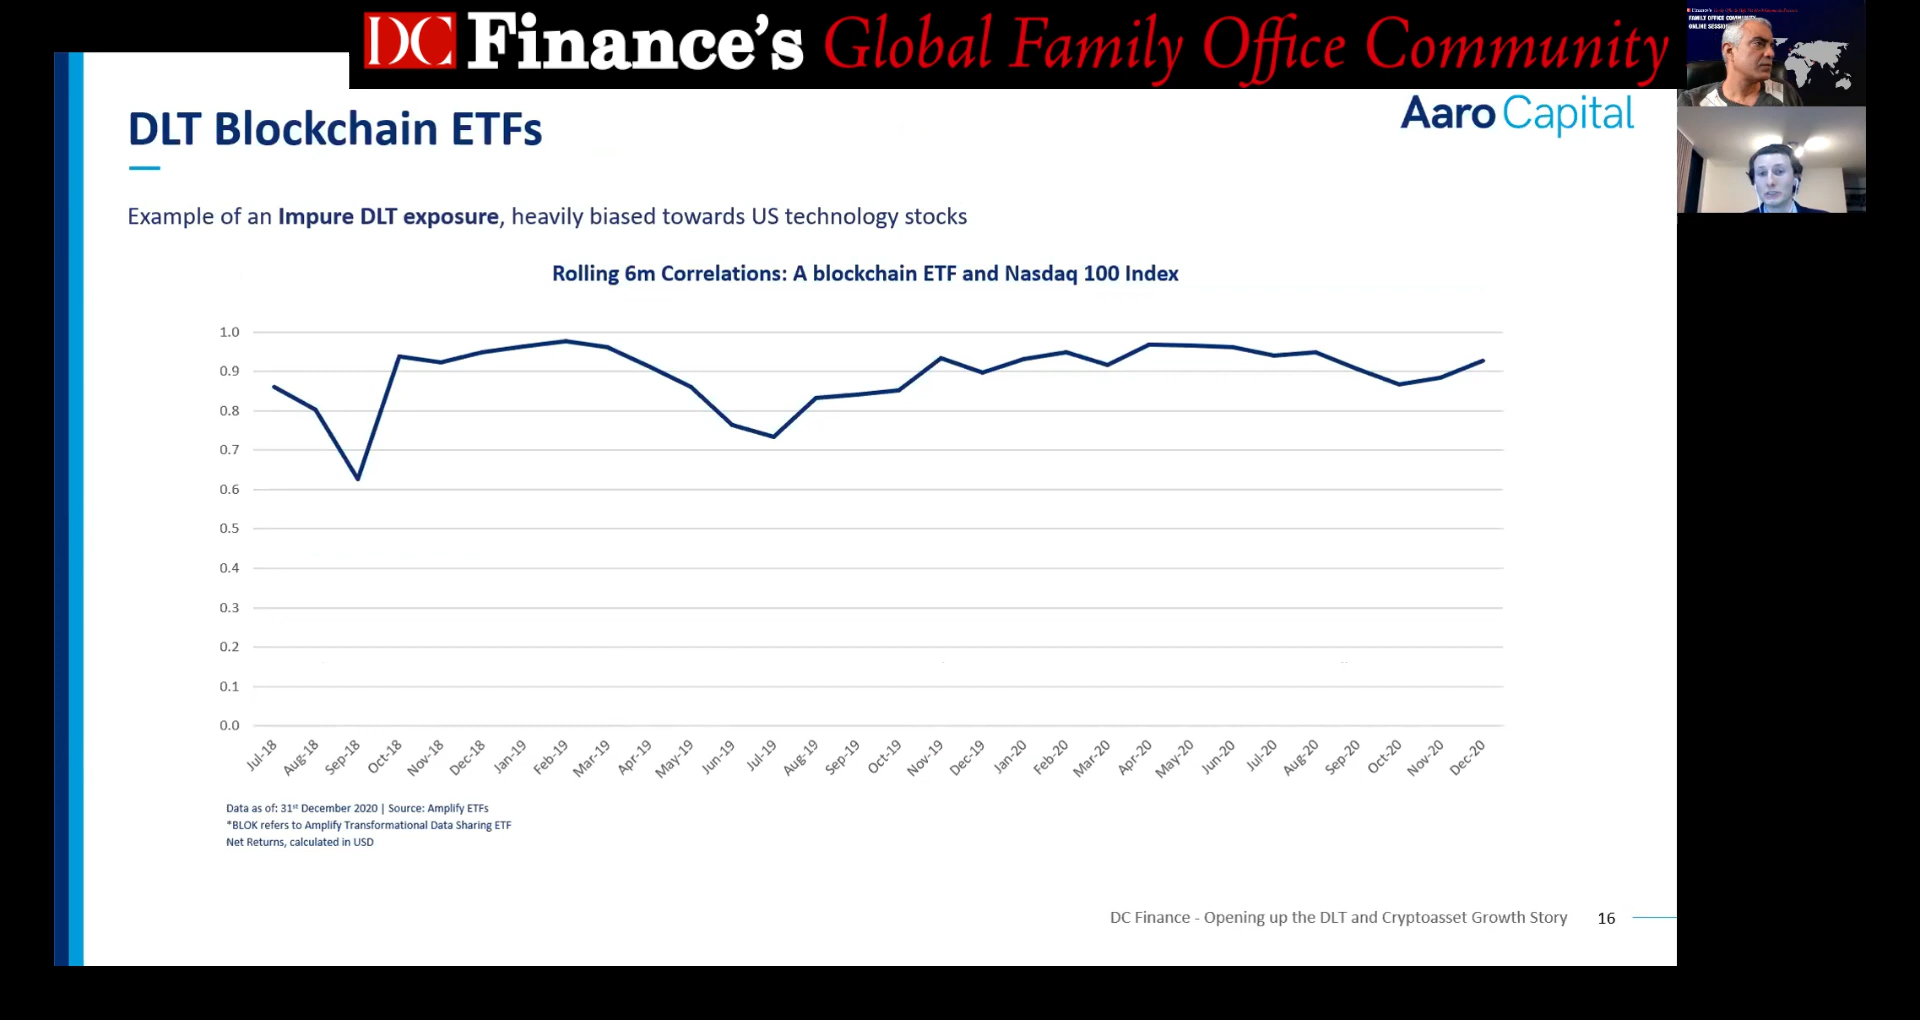 DC Finance's Global Family Office Community
FAMILY OFFICE COMMUNITY
ONLINE SESSION
DLT Blockchain ETFs
Aaro Capital
Example of an Impure DLT exposure, heavily biased towards US technology stocks
Rolling 6m Correlations: A blockchain ETF and Nasdaq 100 Index
1.0
0.9
0.8
0.7
0.6
0.5
0.4
0.3
0.2
0.1
0.0
Jul-18 Aug-18 Sep-18 Oct-18 Nov-18 Dec-18 Jan-19 Feb-19 Mar-19 Apr-19 May-19 Jun-19 Jul-19 Aug-19 Sep-19 Oct-19 Nov-19 Dec-19 Jan-20 Feb-20 Mar-20 Apr-20 May-20 Jun-20 Jul-20 Aug-20 Sep-20 Oct-20 Nov-20 Dec-20
Data as of: 31st December 2020 | Source: Amplify ETFs
*BLOK refers to Amplify Transformational Data Sharing ETF
Net Returns, calculated in USD
DC Finance - Opening up the DLT and Cryptoasset Growth Story 16